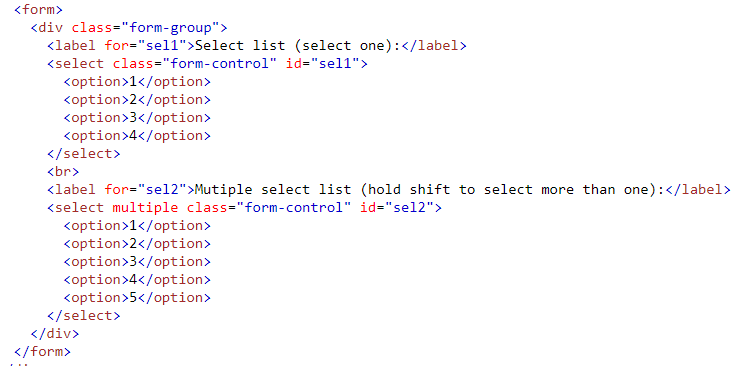 <form>
<div class="form-group">
<label for="sel1">Select list (select one):</label>
<select class="form-control" id="sel1">
<option>1</option>
<option>2</option>
<option>3</option>
<option>4</option>
</select>
<br>
<label for="sel2">Mutiple select list (hold shift to select more than one):</label>
<select multiple class="form-control" id="sel2">
<option>1</option>
<option>2</option>
<option>3</option>
<option>4</option>
<option>5</option>
</select>
</div>
</form>